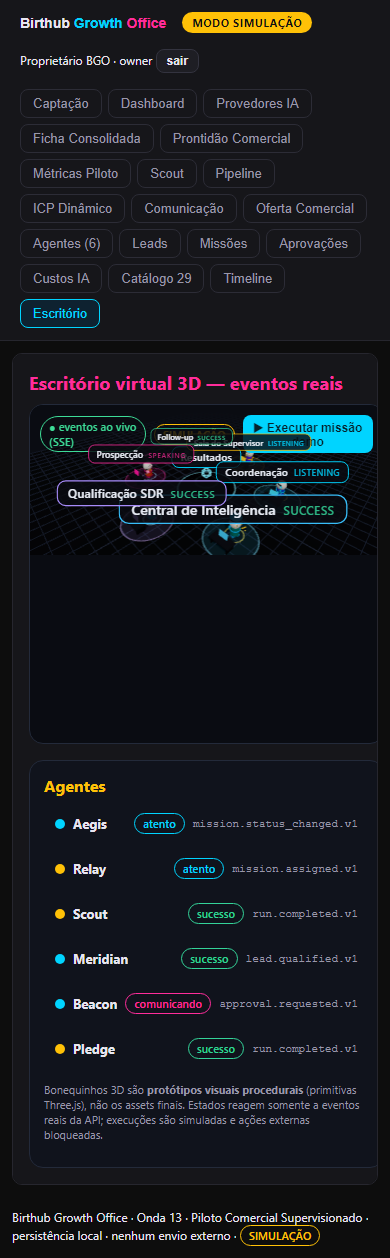 Birthub Growth Office MODO SIMULAÇÃO
Proprietário BGO · owner sair
Captação Dashboard Provedores IA
Ficha Consolidada Prontidão Comercial
Métricas Piloto Scout Pipeline
ICP Dinâmico Comunicação Oferta Comercial
Agentes (6) Leads Missões Aprovações
Custos IA Catálogo 29 Timeline
Escritório
Escritório virtual 3D — eventos reais
● eventos ao vivo
(SSE)
▶ Executar missão
Follow-up SUCCESS
Supervisor LISTENING
Prospecção SPEAKING
Coordenação LISTENING
Qualificação SDR SUCCESS
Central de Inteligência SUCCESS
Agentes
Aegis atento mission.status_changed.v1
Relay atento mission.assigned.v1
Scout sucesso run.completed.v1
Meridian sucesso lead.qualified.v1
Beacon comunicando approval.requested.v1
Pledge sucesso run.completed.v1
Bonequinhos 3D são protótipos visuais procedurais (primitivas
Three.js), não os assets finais. Estados reagem somente a eventos
reais da API; execuções são simuladas e ações externas
bloqueadas.
Birthub Growth Office · Onda 13 · Piloto Comercial Supervisionado ·
persistência local · nenhum envio externo · SIMULAÇÃO